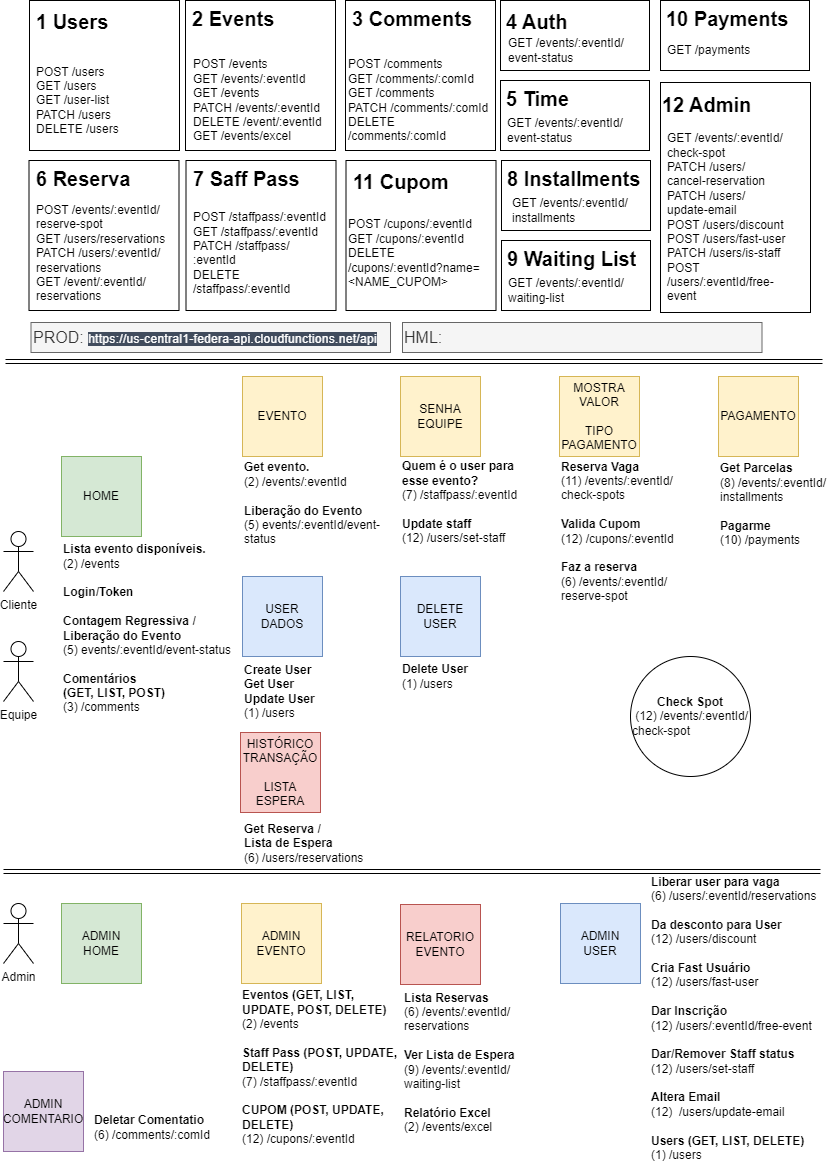 1 Users
POST /users
GET /users
GET /user-list
PATCH /users
DELETE /users
2 Events
POST /events
GET /events/:eventId
GET /events
PATCH /events/:eventId
DELETE /event/:eventId
GET /events/excel
3 Comments
POST /comments
GET /comments/:comId
GET /comments
PATCH /comments/:comId
DELETE
/comments/:comId
4 Auth
GET /events/:eventId/
event-status
5 Time
GET /events/:eventId/
event-status
10 Payments
GET /payments
12 Admin
GET /events/:eventId/
check-spot
PATCH /users/
cancel-reservation
PATCH /users/
update-email
POST /users/discount
POST /users/fast-user
PATCH /users/is-staff
POST
/users/:eventId/free-
event
6 Reserva
POST /events/:eventId/
reserve-spot
GET /users/reservations
PATCH /users/:eventId/
reservations
GET /event/:eventId/
reservations
7 Saff Pass
POST /staffpass/:eventId
GET /staffpass/:eventId
PATCH /staffpass/
:eventId
DELETE
/staffpass/:eventId
11 Cupom
POST /cupons/:eventId
GET /cupons/:eventId
DELETE
/cupons/:eventId?name=
<NAME_CUPOM>
8 Installments
GET /events/:eventId/
installments
9 Waiting List
GET /events/:eventId/
waiting-list
PROD: https://us-central1-federa-api.cloudfunctions.net/api
HML:
Cliente
Equipe
HOME
Lista evento disponíveis.
(2) /events
Login/Token
Contagem Regressiva /
Liberação do Evento
(5) events/:eventId/event-status
Comentários
(GET, LIST, POST)
(3) /comments
EVENTO
Get evento.
(2) /events/:eventId
Liberação do Evento
(5) events/:eventId/event-
status
SENHA
EQUIPE
Quem é o user para
esse evento?
(7) /staffpass/:eventId
Update staff
(12) /users/set-staff
MOSTRA
VALOR
TIPO
PAGAMENTO
Reserva Vaga
(11) /events/:eventId/
check-spots
Valida Cupom
(12) /cupons/:eventId
Faz a reserva
(6) /events/:eventId/
reserve-spot
PAGAMENTO
Get Parcelas
(8) /events/:eventId/
installments
Pagarme
(10) /payments
USER
DADOS
Create User
Get User
Update User
(1) /users
DELETE
USER
Delete User
(1) /users
Check Spot
(12) /events/:eventId/
check-spot
HISTÓRICO
TRANSAÇÃO
LISTA
ESPERA
Get Reserva /
Lista de Espera
(6) /users/reservations
Admin
ADMIN
HOME
ADMIN
EVENTO
Eventos (GET, LIST,
UPDATE, POST, DELETE)
(2) /events
Staff Pass (POST, UPDATE,
DELETE)
(7) /staffpass/:eventId
CUPOM (POST, UPDATE,
DELETE)
(12) /cupons/:eventId
RELATORIO
EVENTO
Lista Reservas
(6) /events/:eventId/
reservations
Ver Lista de Espera
(9) /events/:eventId/
waiting-list
Relatório Excel
(2) /events/excel
ADMIN
USER
Liberar user para vaga
(6) /users/:eventId/reservations
Da desconto para User
(12) /users/discount
Cria Fast Usuário
(12) /users/fast-user
Dar Inscrição
(12) /users/:eventId/free-event
Dar/Remover Staff status
(12) /users/set-staff
Altera Email
(12) /users/update-email
Users (GET, LIST, DELETE)
(1) /users
ADMIN
COMENTARIO
Deletar Comentatio
(6) /comments/:comId